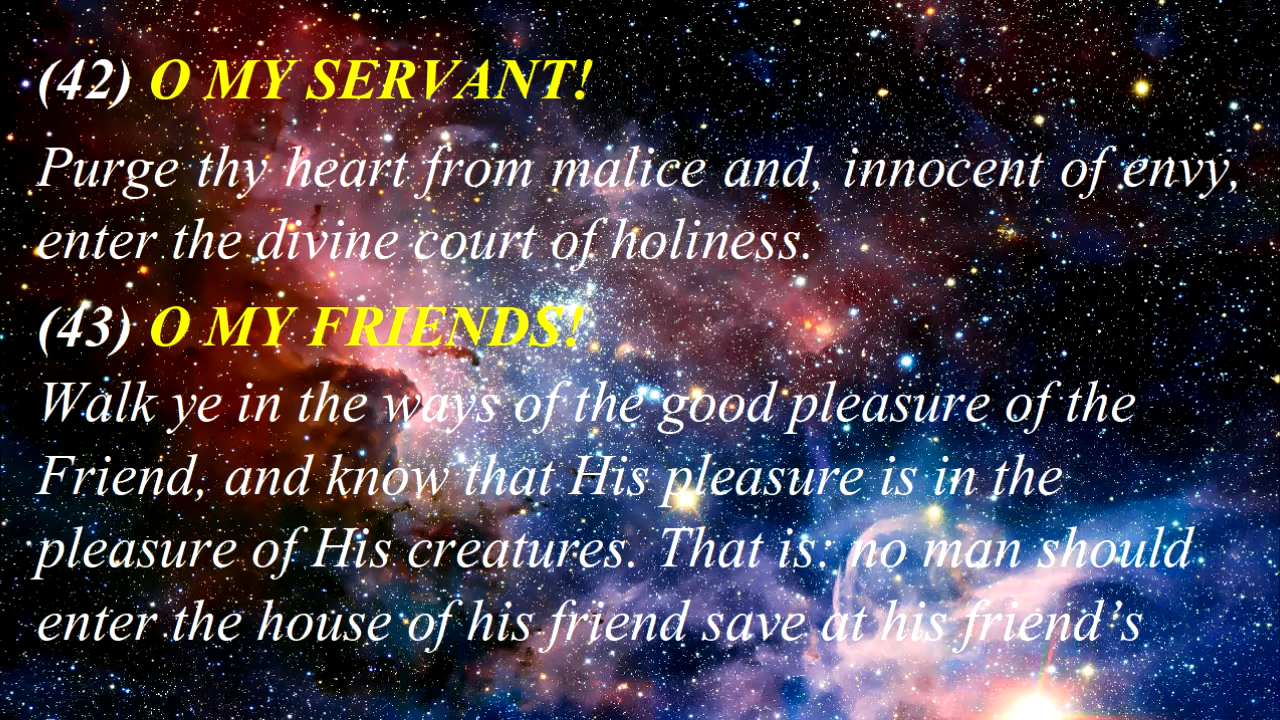 (42) O MY SERVANT!
Purge thy heart from malice and, innocent of envy,
enter the divine court of holiness.
(43) O MY FRIENDS!
Walk ye in the ways of the good pleasure of the
Friend, and know that His pleasure is in the
pleasure of His creatures. That is: no man should
enter the house of his friend save at his friend’s